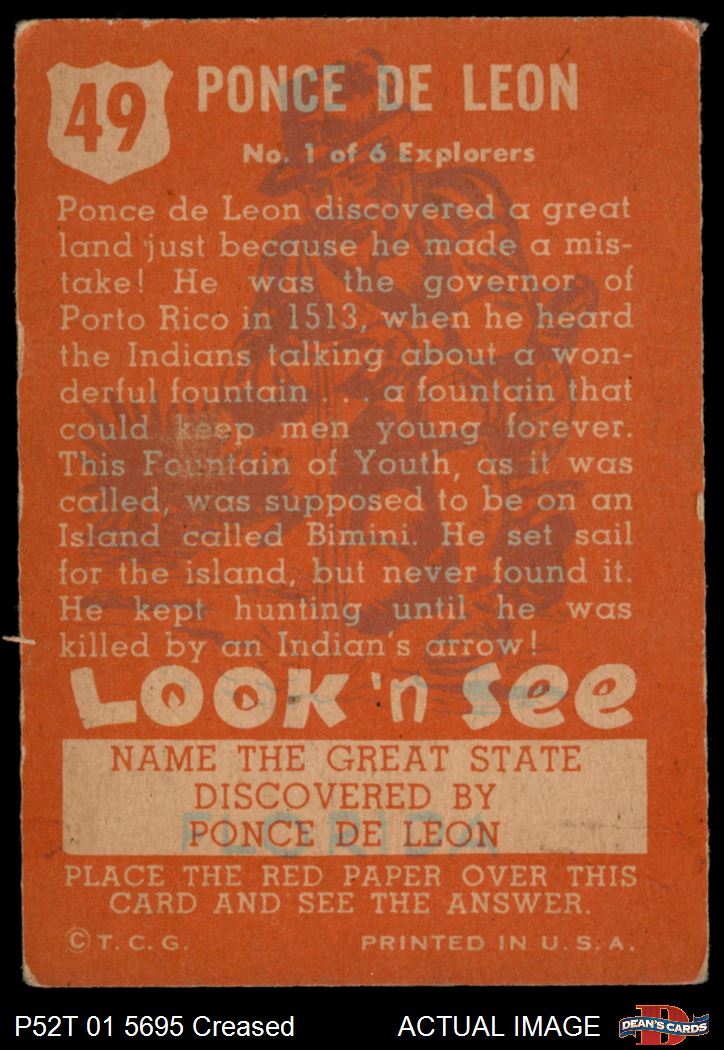 49
PONCE DE LEON
No. 1 of 6 Explorers
Ponce de Leon discovered a great
land just because he made a mis-
take! He was the governor of
Porto Rico in 1513, when he heard
the Indians talking about a won-
derful fountain . . . a fountain that
could keep men young forever.
This Fountain of Youth, as it was
called, was supposed to be on an
Island called Bimini. He set sail
for the island, but never found it.
He kept hunting until he was
killed by an Indian's arrow!
LOOK 'n See
NAME THE GREAT STATE
DISCOVERED BY
PONCE DE LEON
FLORIDA
PLACE THE RED PAPER OVER THIS
CARD AND SEE THE ANSWER.
© T. C. G. PRINTED IN U. S. A.
P52T 01 5695 Creased ACTUAL IMAGE
D
DEAN'S CARDS